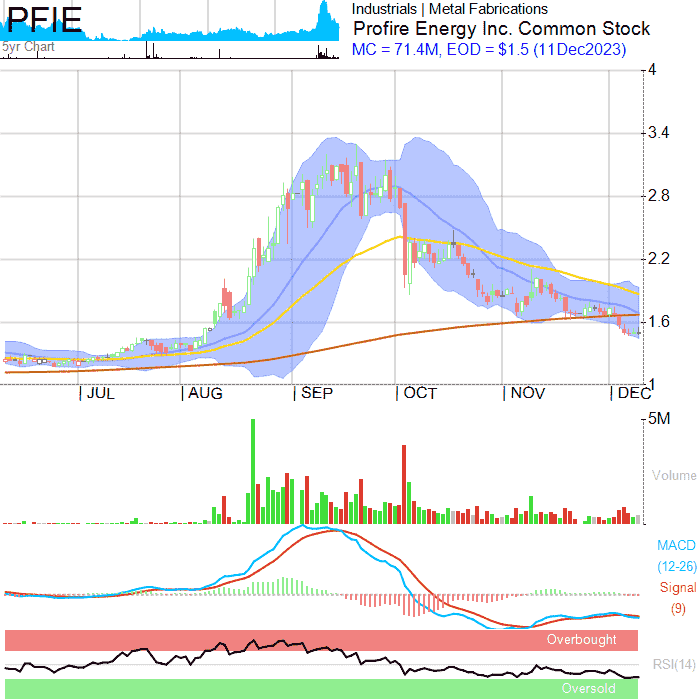 PFIE
5yr Chart
Industrials | Metal Fabrications
Profire Energy Inc. Common Stock
MC = 71.4M, EOD = $1.5 (11Dec2023)
4
3.4
2.8
2.2
1.6
1
JUL
AUG
SEP
OCT
NOV
DEC
5M
Volume
MACD
(12-26)
Signal
(9)
Overbought
RSI(14)
Oversold